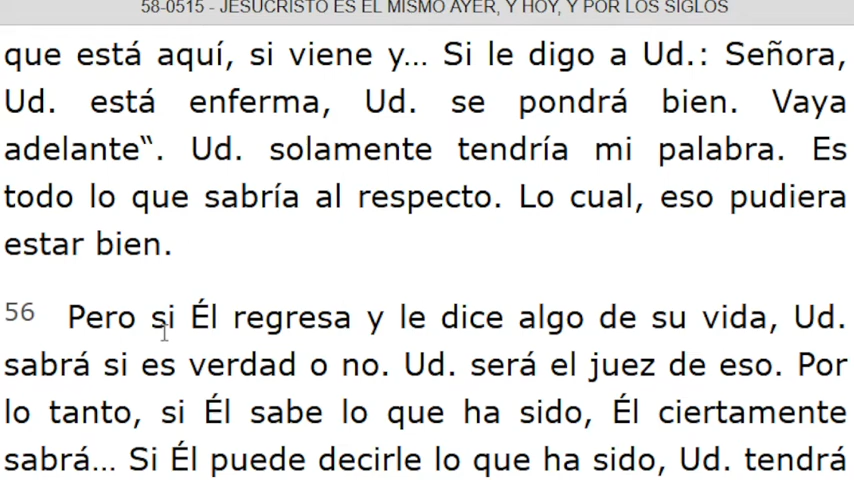 58-0515 - JESUCRISTO ES EL MISMO AYER, Y HOY, Y POR LOS SIGLOS
que está aquí, si viene y… Si le digo a Ud.: Señora,
Ud. está enferma, Ud. se pondrá bien. Vaya
adelante‟. Ud. solamente tendría mi palabra. Es
todo lo que sabría al respecto. Lo cual, eso pudiera
estar bien.
56 Pero si Él regresa y le dice algo de su vida, Ud.
sabrá si es verdad o no. Ud. será el juez de eso. Por
lo tanto, si Él sabe lo que ha sido, Él ciertamente
sabrá… Si Él puede decirle lo que ha sido, Ud. tendrá